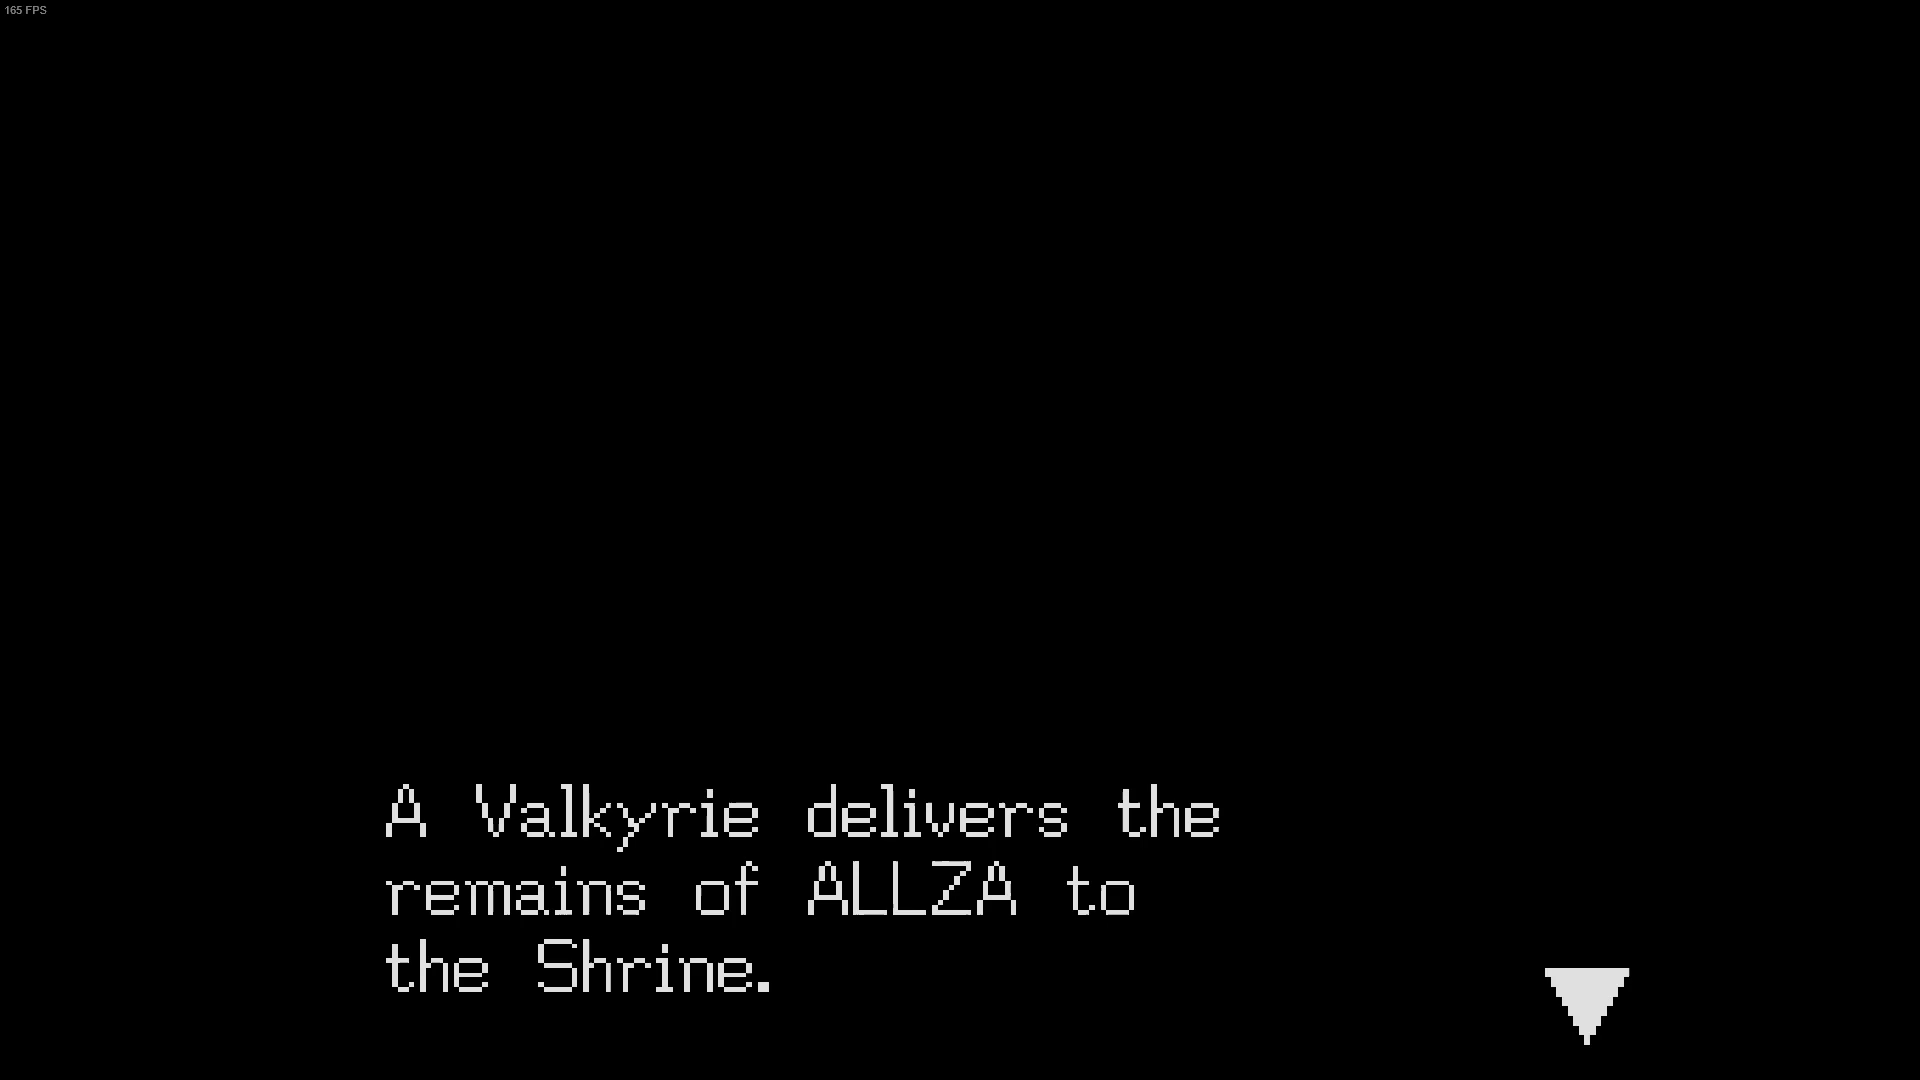 165 FPS
A Valkyrie delivers the
remains of ALLZA to
the Shrine.